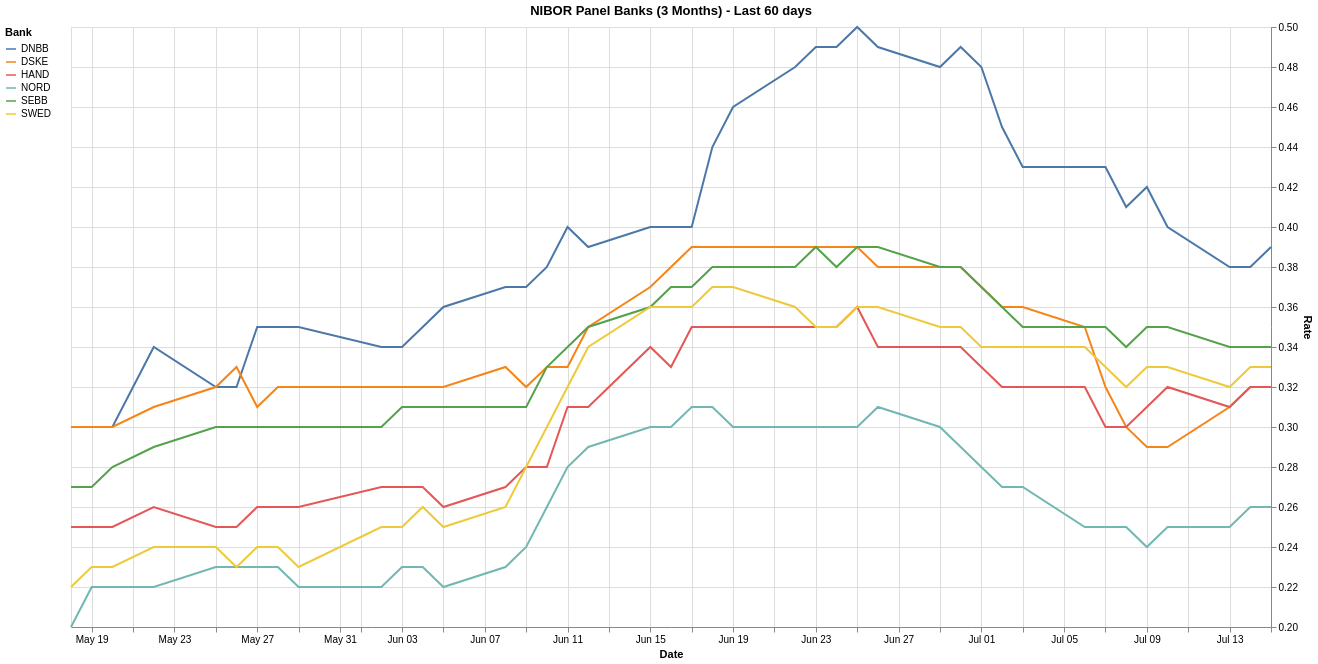 NIBOR Panel Banks (3 Months) - Last 60 days
Bank
DNBB
DSKE
HAND
NORD
SEBB
SWED
0.50
0.48
0.46
0.44
0.42
0.40
0.38
0.36
0.34
0.32
0.30
0.28
0.26
0.24
0.22
0.20
Rate
May 19 May 23 May 27 May 31 Jun 03 Jun 07 Jun 11 Jun 15 Jun 19 Jun 23 Jun 27 Jul 01 Jul 05 Jul 09 Jul 13
Date